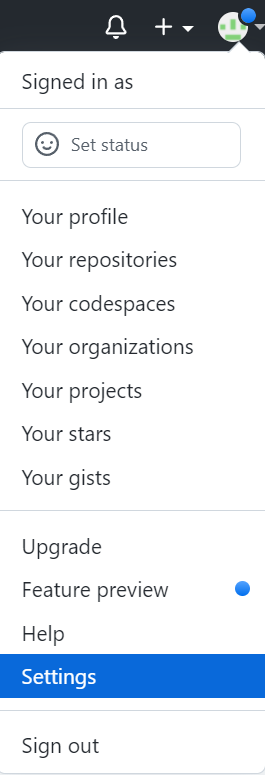 Signed in as
Set status
Your profile
Your repositories
Your codespaces
Your organizations
Your projects
Your stars
Your gists
Upgrade
Feature preview
Help
Settings
Sign out